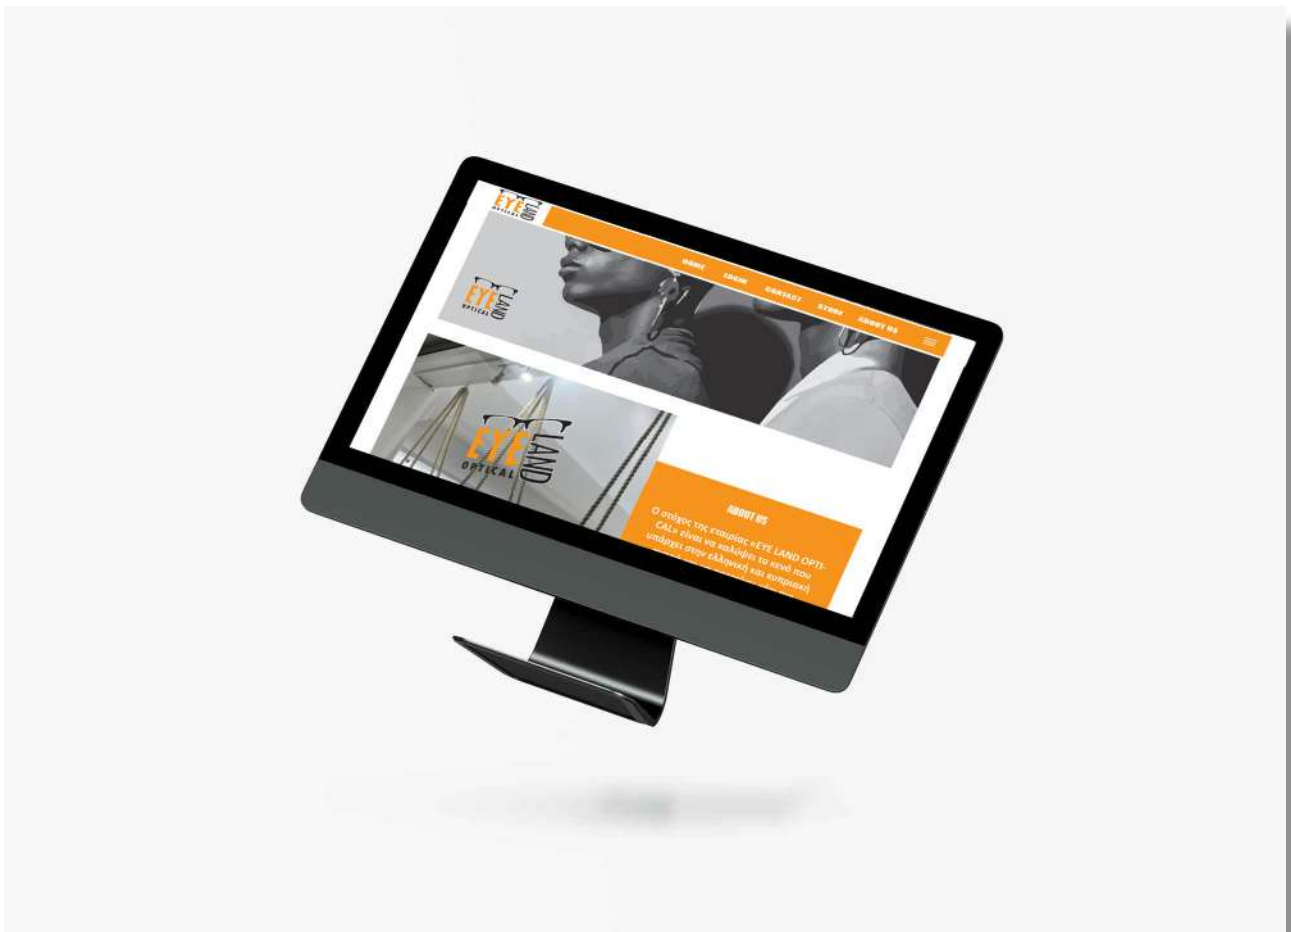 EYE LAND
OPTICAL
HOME LOGIN CONTACT STORE ABOUT US
EYE LAND
OPTICAL
EYE LAND
OPTICAL
ABOUT US
Ο στόχος της εταιρίας «EYE LAND OPTI-
CAL» είναι να καλύψει το κενό που
υπάρχει στην ελληνική και κυπριακή